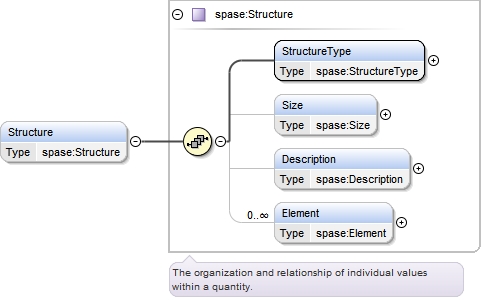 spase:Structure
StructureType
Type spase:StructureType
Size
Type spase:Size
Structure
Type spase:Structure
Description
Type spase:Description
0..∞
Element
Type spase:Element
The organization and relationship of individual values
within a quantity.